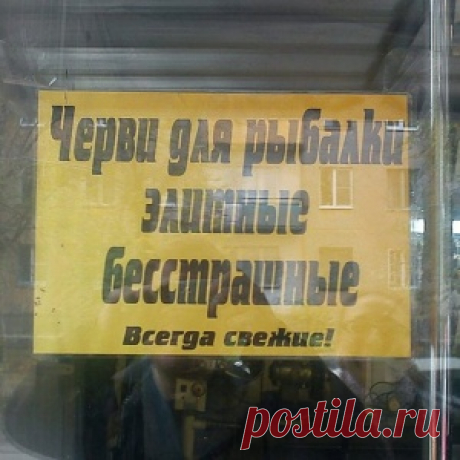 Черви для рыбалки
элитные
бесстрашные
Всегда свежие!
postila.ru